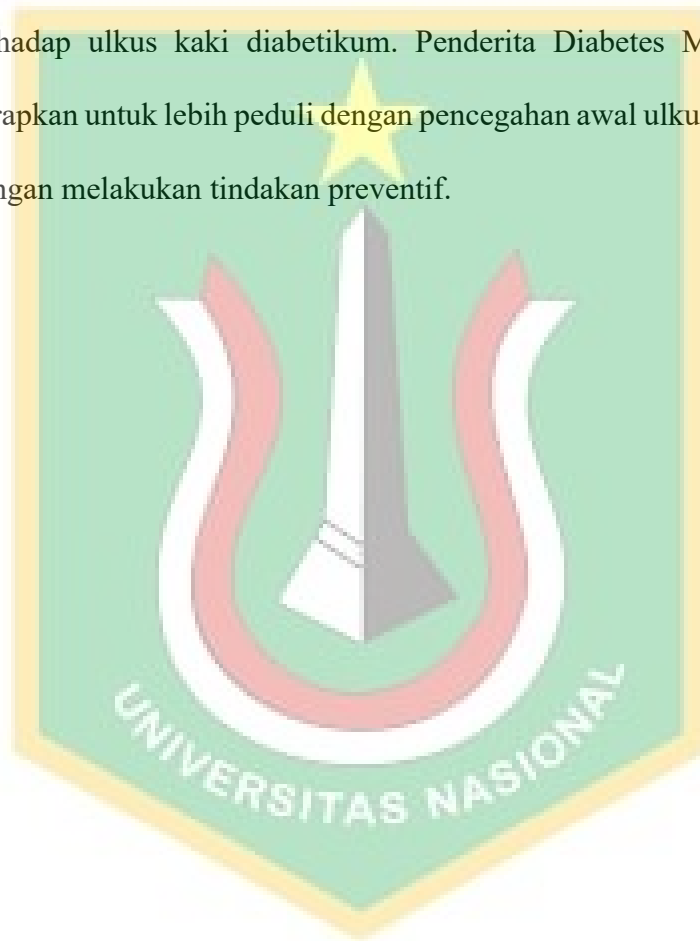 hadap ulkus kaki diabetikum. Penderita Diabetes M
rapkan untuk lebih peduli dengan pencegahan awal ulku
ngan melakukan tindakan preventif.
UNIVERSITAS NASIONAL